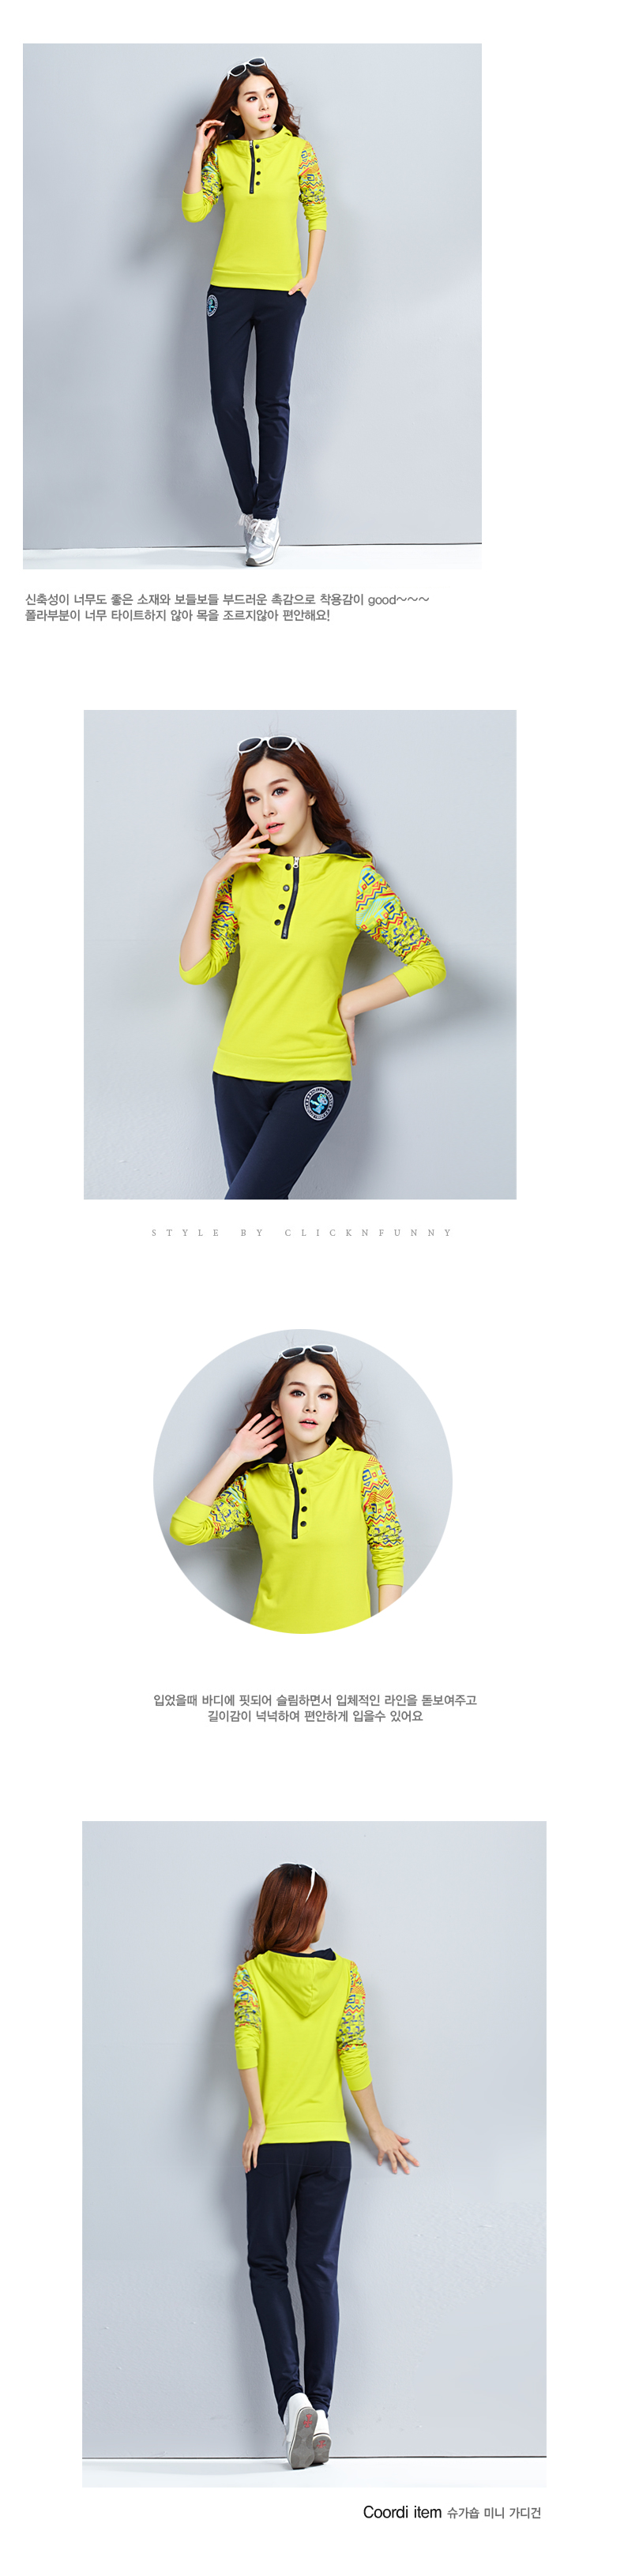 신축성이 너무도 좋은 소재와 보들보들 부드러운 촉감으로 착용감이 good~~~
폴라부분이 너무 타이트하지 않아 목을 조르지않아 편안해요!
STYLE BY CLICKNFUNNY
입었을때 바디에 핏되어 슬림하면서 입체적인 라인을 돋보여주고
길이감이 넉넉하여 편안하게 입을수 있어요
Coordi item 슈가숍 미니 가디건